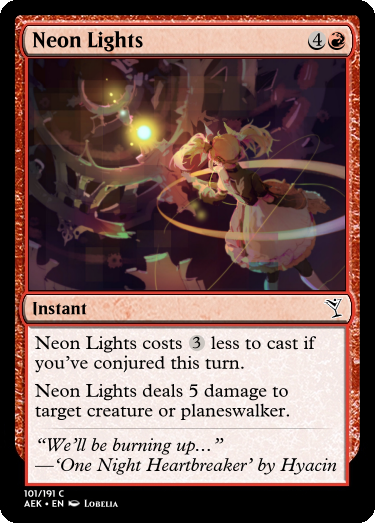 Neon Lights 4
Instant
Neon Lights costs 3 less to cast if
you've conjured this turn.
Neon Lights deals 5 damage to
target creature or planeswalker.
“We'll be burning up…”
—‘One Night Heartbreaker’ by Hyacin
101/191 C
AEK • EN Lobelia